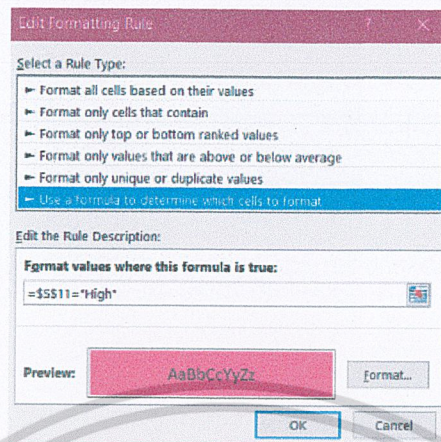 Edit Formatting Rule ? ×
Select a Rule Type:
► Format all cells based on their values
► Format only cells that contain
► Format only top or bottom ranked values
► Format only values that are above or below average
► Format only unique or duplicate values
► Use a formula to determine which cells to format
Edit the Rule Description:
Format values where this formula is true:
=$S$11="High"
Preview:
AaBbCcYyZz
Format...
OK
Cancel